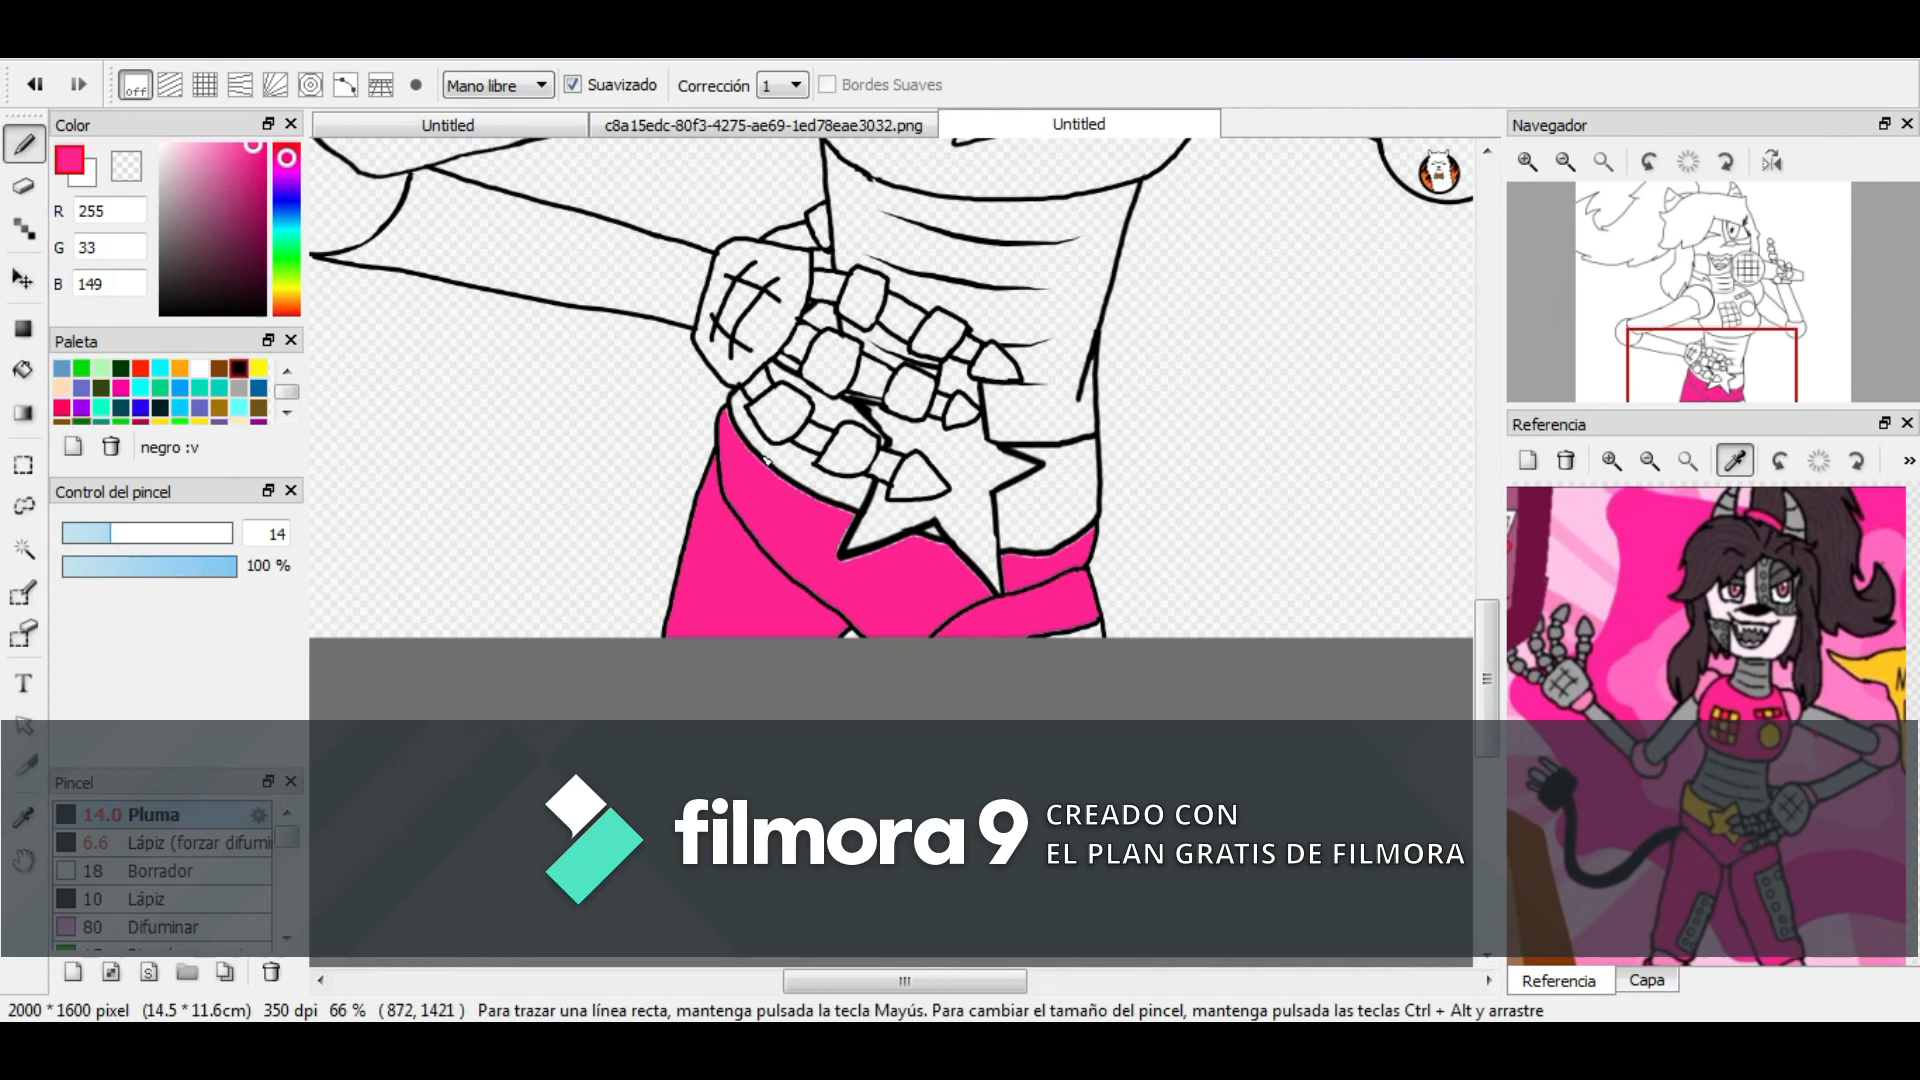 off
Mano libre
Suavizado
Corrección
1
Bordes Suaves
Color
Untitled
c8a15edc-80f3-4275-ae69-1ed78eae3032.png
Untitled
Navegador
R 255
G 33
B 149
Paleta
negro :v
Referencia
Control del pincel
14
100 %
T
Pincel
14.0 Pluma
6.6 Lápiz (forzar difumi
18 Borrador
10 Lápiz
80 Difuminar
filmora 9
CREADO CON
EL PLAN GRATIS DE FILMORA
S
Referencia
Capa
2000 * 1600 pixel (14.5 * 11.6cm) 350 dpi 66 % ( 872, 1421 ) Para trazar una línea recta, mantenga pulsada la tecla Mayús. Para cambiar el tamaño del pincel, mantenga pulsada las teclas Ctrl + Alt y arrastre